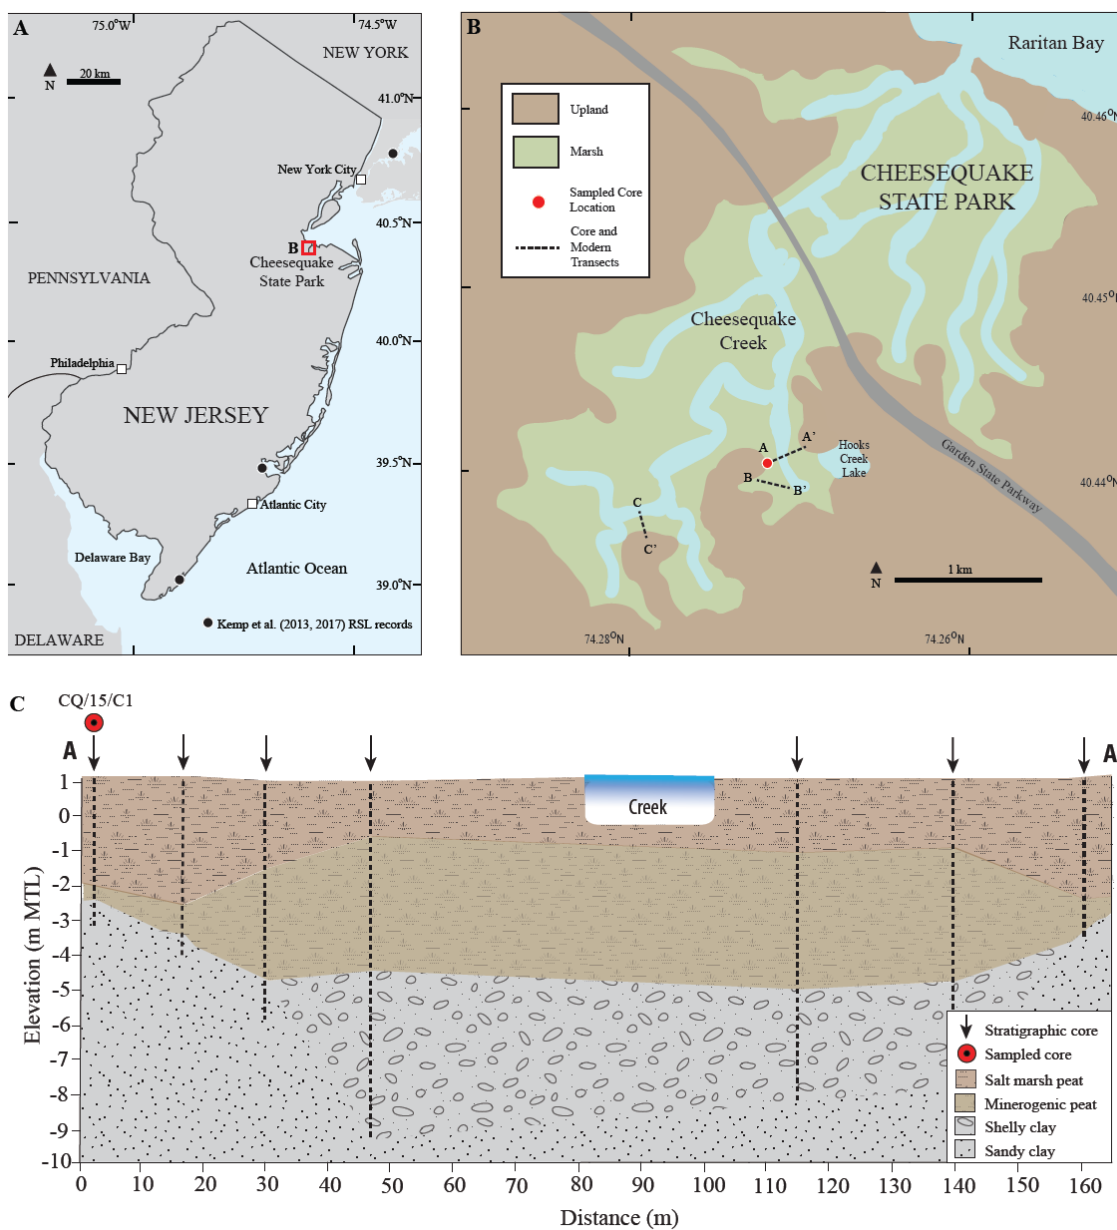 A
75.0°W
74.5°W
NEW YORK
20 km
N
41.0°N
New York City
40.5°N
B
Cheesequake
State Park
PENNSYLVANIA
40.0°N
Philadelphia
NEW JERSEY
39.5°N
Atlantic City
Delaware Bay
Atlantic Ocean
39.0°N
Kemp et al. (2013, 2017) RSL records
DELAWARE
B
Raritan Bay
Upland
Marsh
Sampled Core
Location
Core and
Modern
Transects
40.46°N
CHEESEQUAKE
STATE PARK
40.45°N
Cheesequake
Creek
A
A'
Hooks
Creek
Lake
Garden State Parkway
B
B'
40.44°N
C
C'
N
1 km
74.28°N
74.26°N
C
CQ/15/C1
A
A'
Creek
Elevation (m MTL)
1
0
-1
-2
-3
-4
-5
-6
-7
-8
-9
-10
Stratigraphic core
Sampled core
Salt marsh peat
Minerogenic peat
Shelly clay
Sandy clay
0 10 20 30 40 50 60 70 80 90 100 110 120 130 140 150 160
Distance (m)